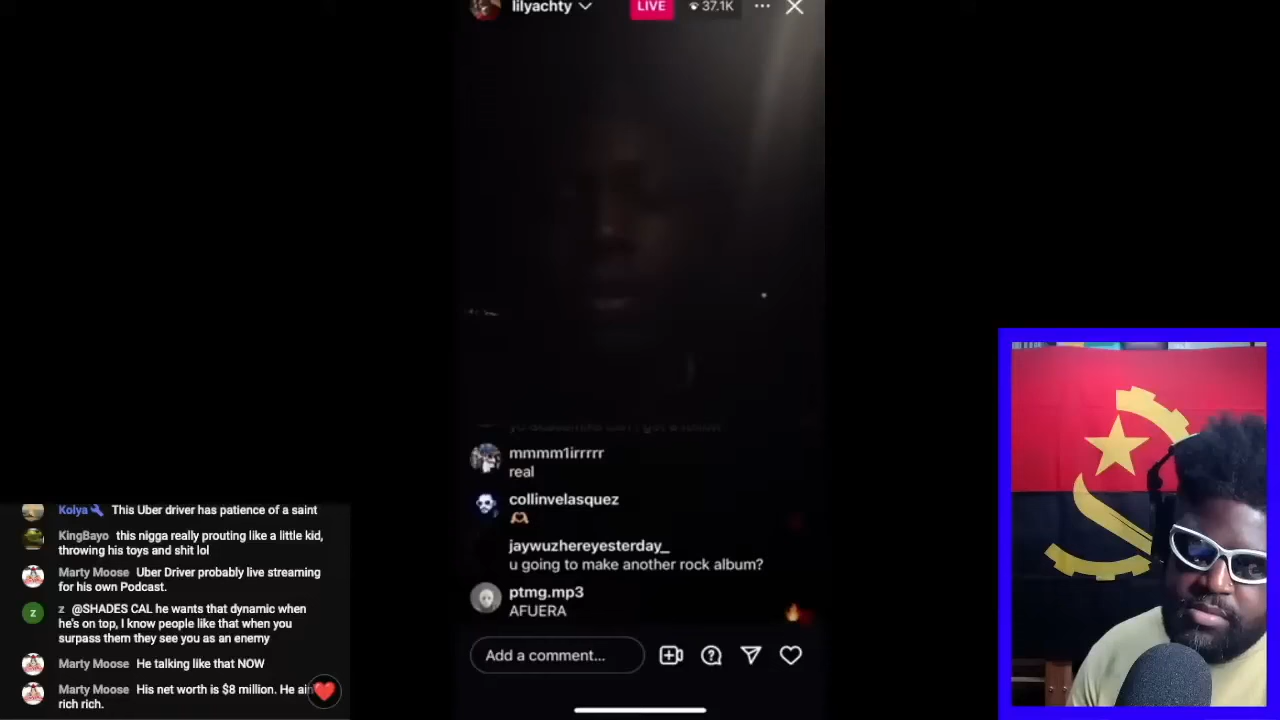 lilyachty
LIVE
37.1K
mmmm1irrrrr
real
collinvelasquez
jaywuzhereyesterday_
u going to make another rock album?
ptmg.mp3
AFUERA
Add a comment...
Kolya This Uber driver has patience of a saint
KingBayo this nigga really prouting like a little kid,
throwing his toys and shit lol
Marty Moose Uber Driver probably live streaming
for his own Podcast.
z
z @SHADES CAL he wants that dynamic when
he's on top, I know people like that when you
surpass them they see you as an enemy
Marty Moose He talking like that NOW
Marty Moose His net worth is $8 million. He
rich rich.